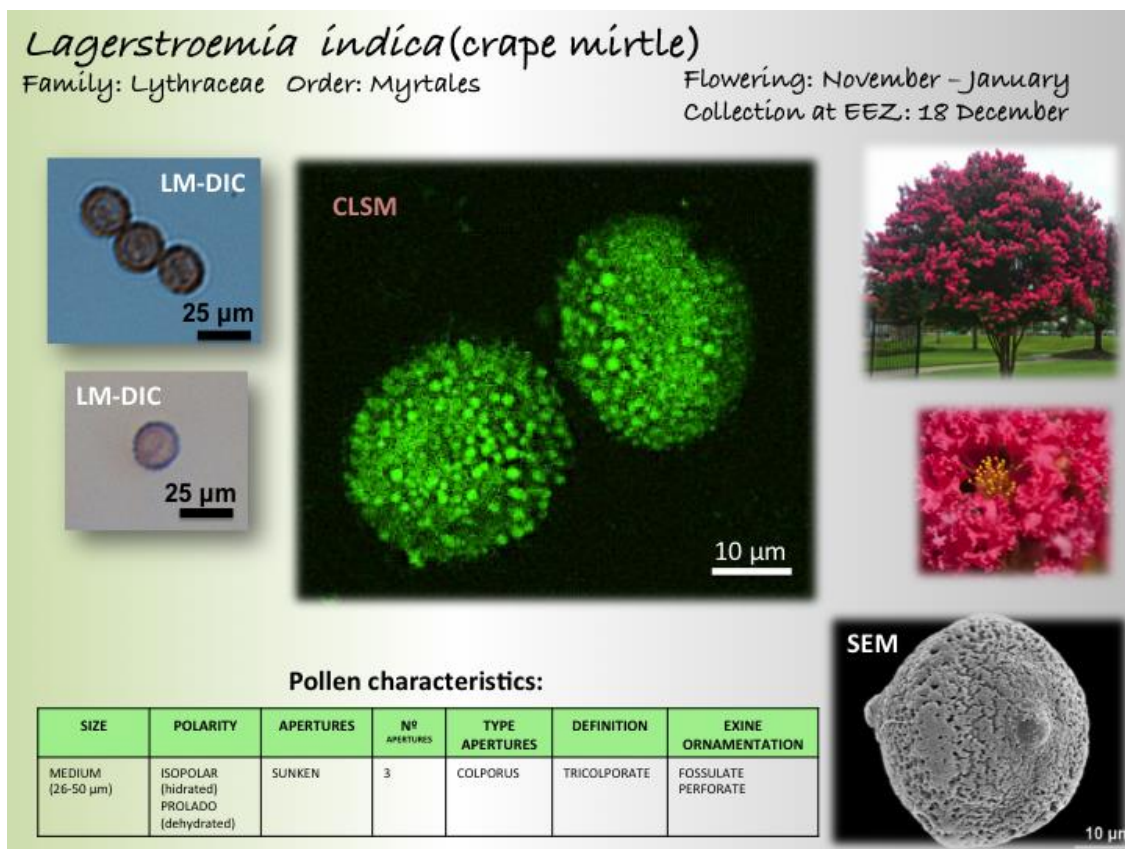 Lagerstroemia indica(crape mirtle)
Family: Lythraceae Order: Myrtales
Flowering: November – January
Collection at EEZ: 18 December
LM-DIC
25 µm
LM-DIC
25 µm
CLSM
10 µm
SEM
10 µm
Pollen characteristics:
SIZE POLARITY APERTURES Nº APERTURES TYPE APERTURES DEFINITION EXINE ORNAMENTATION
MEDIUM (26-50 µm) ISOPOLAR (hidrated) PROLADO (dehydrated) SUNKEN 3 COLPORUS TRICOLPORATE FOSSULATE PERFORATE